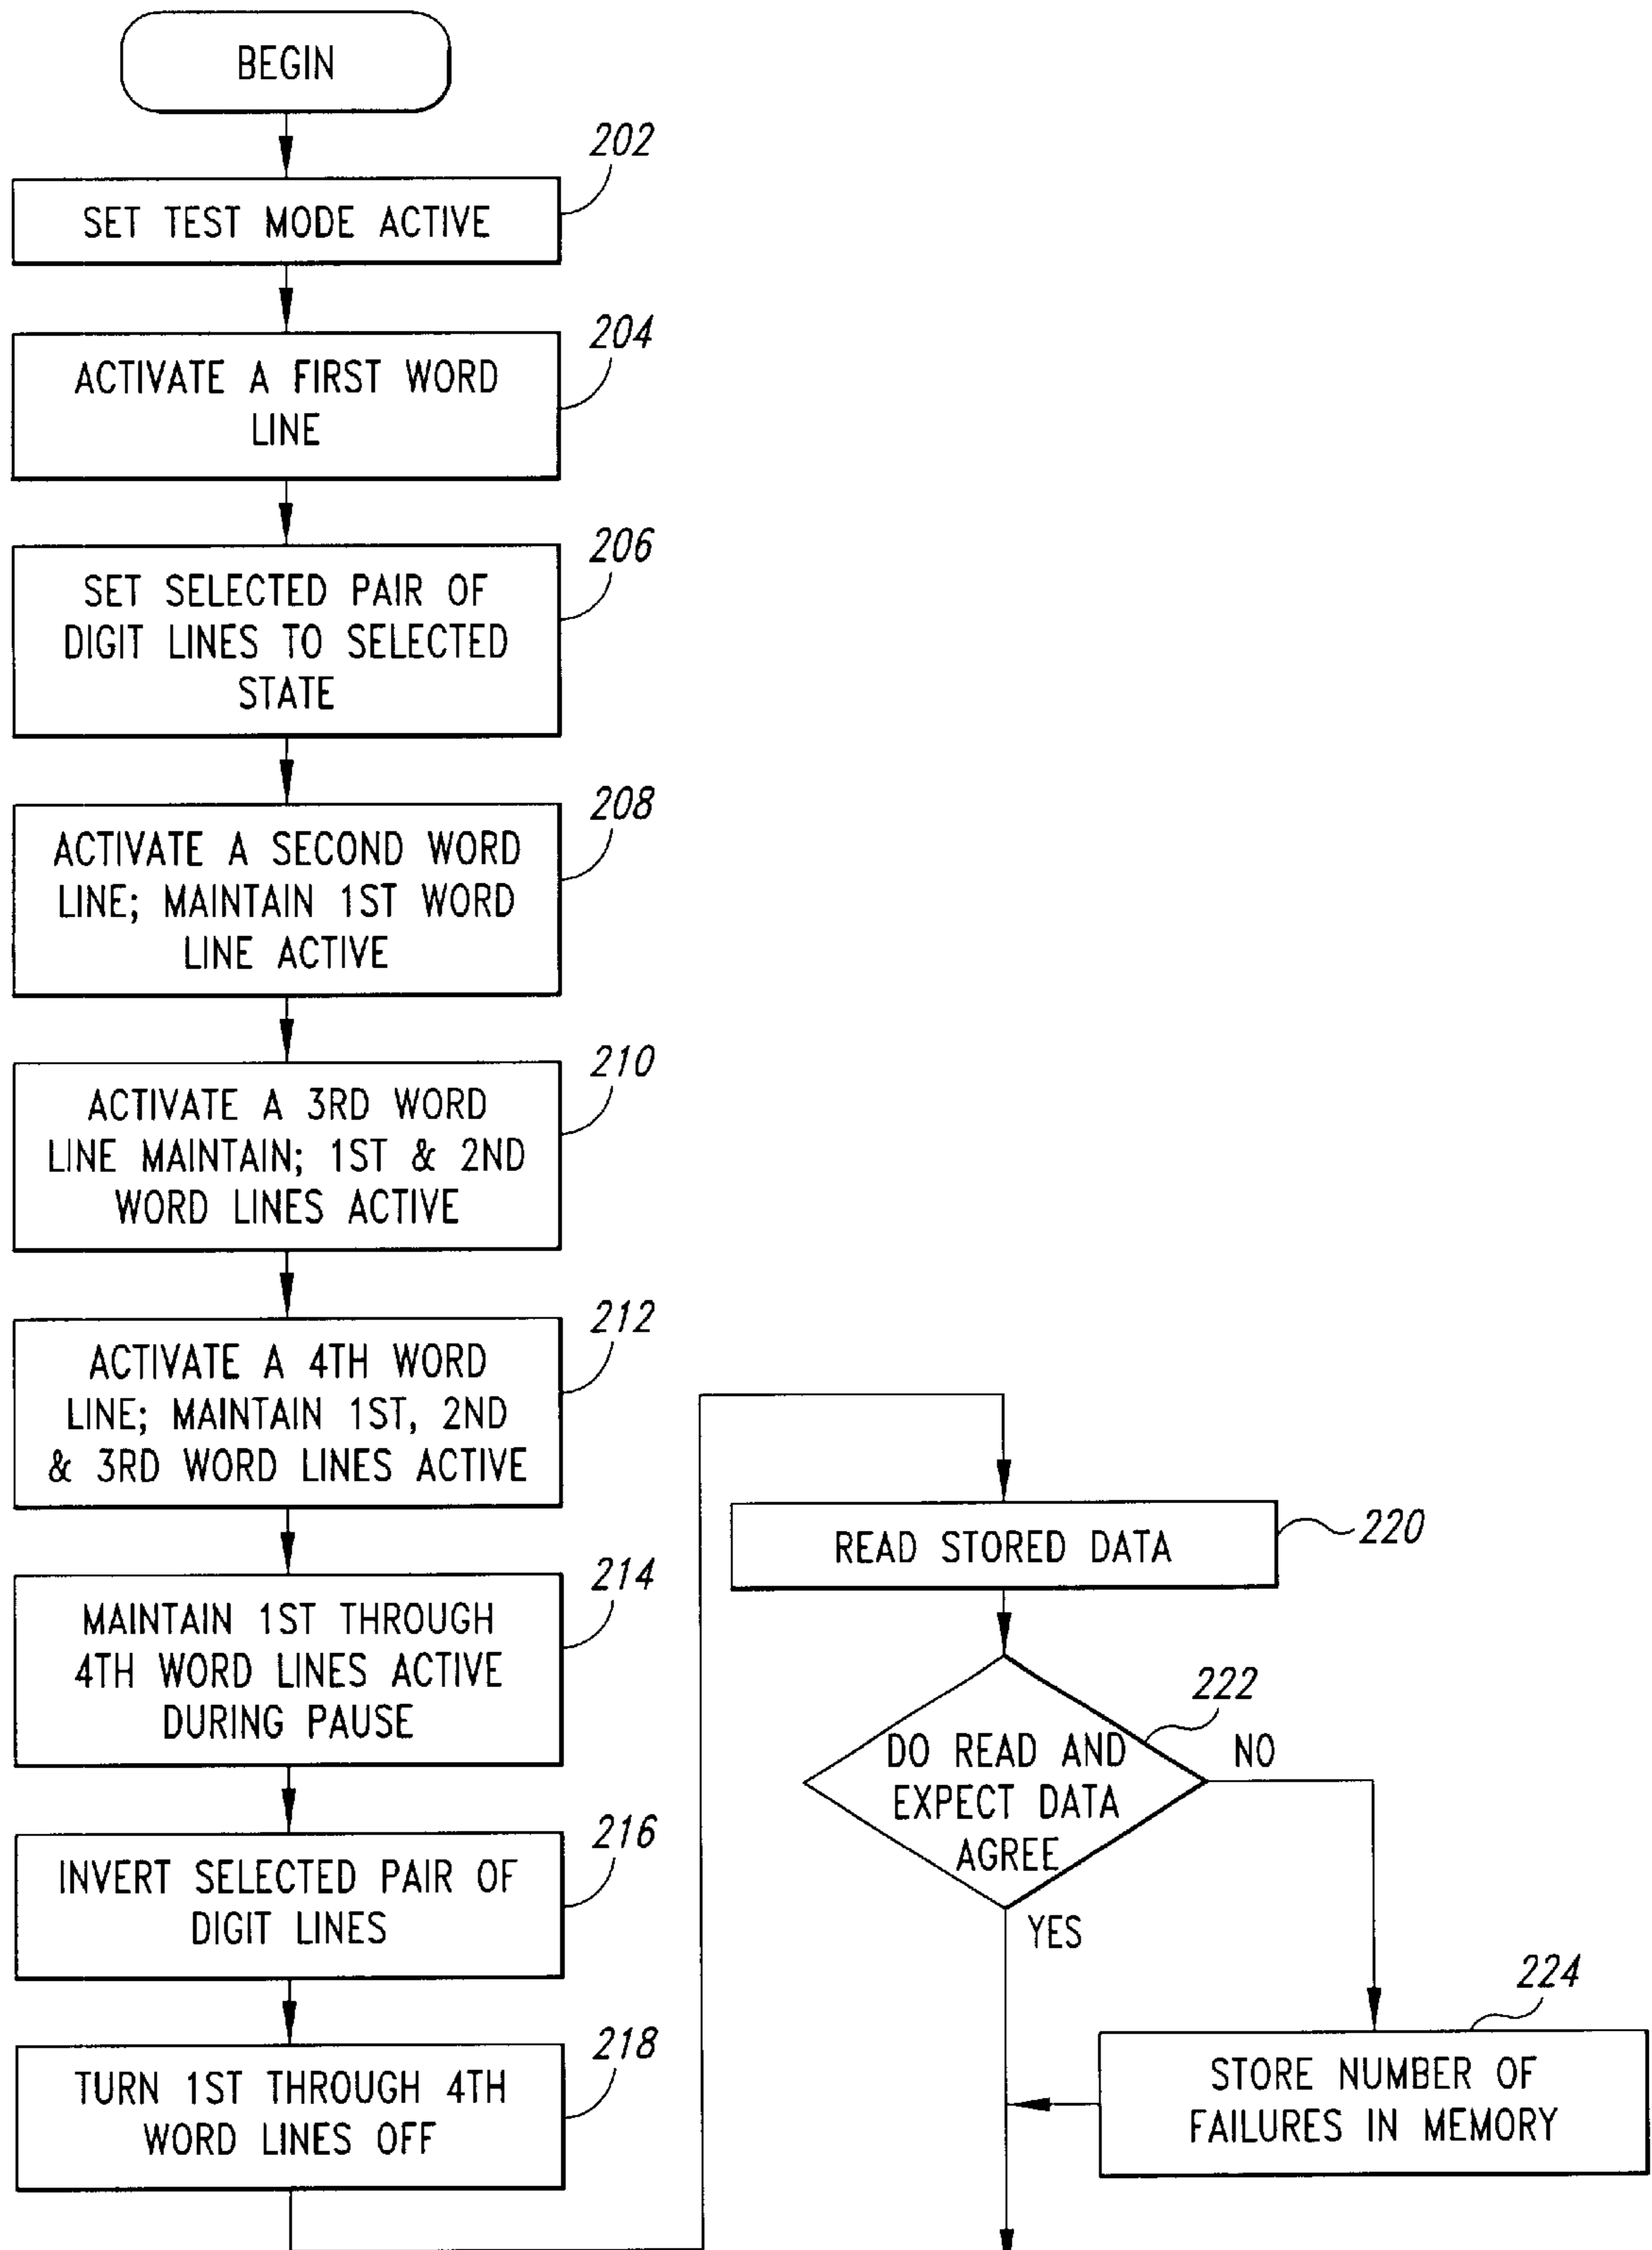 BEGIN
202
SET TEST MODE ACTIVE
204
ACTIVATE A FIRST WORD
LINE
206
SET SELECTED PAIR OF
DIGIT LINES TO SELECTED
STATE
208
ACTIVATE A SECOND WORD
LINE; MAINTAIN 1ST WORD
LINE ACTIVE
210
ACTIVATE A 3RD WORD
LINE MAINTAIN; 1ST & 2ND
WORD LINES ACTIVE
212
ACTIVATE A 4TH WORD
LINE; MAINTAIN 1ST, 2ND
& 3RD WORD LINES ACTIVE
214
MAINTAIN 1ST THROUGH
4TH WORD LINES ACTIVE
DURING PAUSE
216
INVERT SELECTED PAIR OF
DIGIT LINES
218
TURN 1ST THROUGH 4TH
WORD LINES OFF
READ STORED DATA
220
222
DO READ AND
EXPECT DATA
AGREE
NO
YES
224
STORE NUMBER OF
FAILURES IN MEMORY